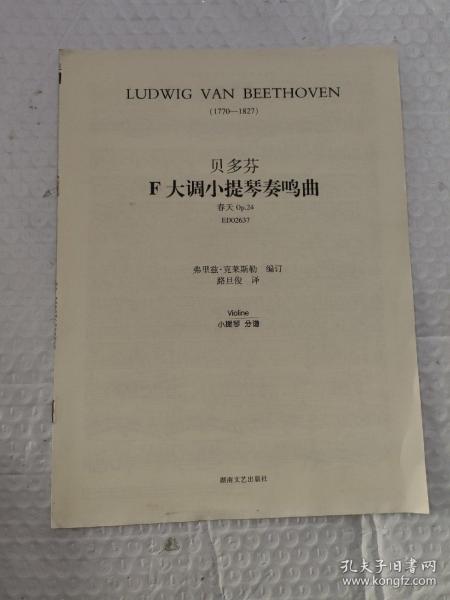 LUDWIG VAN BEETHOVEN
(1770—1827)
贝多芬
F 大调小提琴奏鸣曲
春天 Op.24
ED02637
弗里兹·克莱斯勒 编订
路旦俊 译
Violine
小提琴 分谱
湖南文艺出版社
孔夫子旧书网
www.kongfz.com